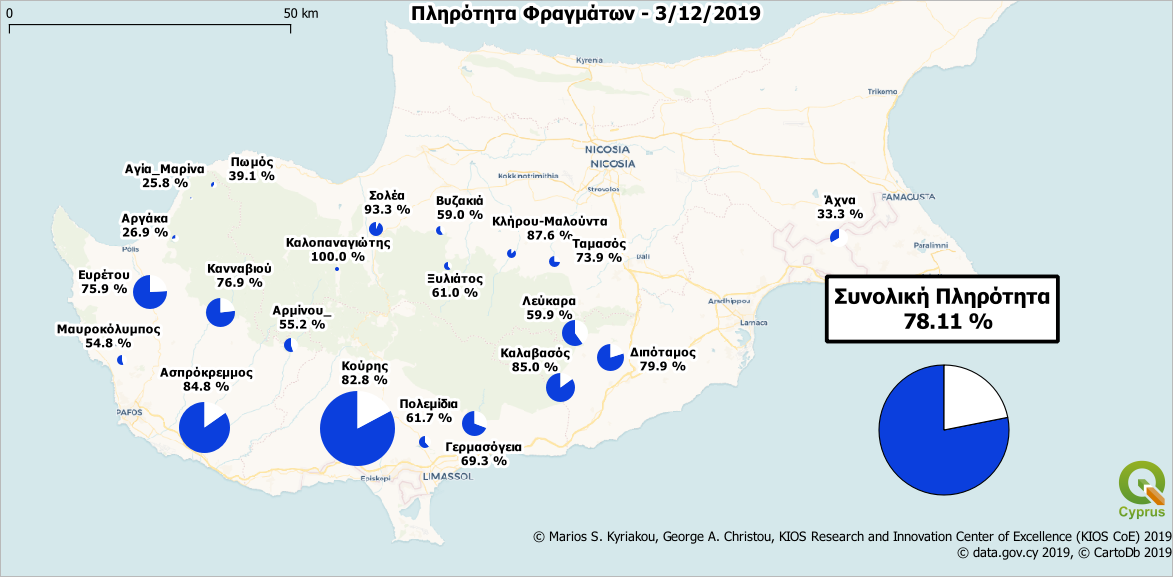 0 50 km
Πληρότητα Φραγμάτων - 3/12/2019
Kyrenia
Trikomo
NICOSIA
NICOSIA
Kokkinotrimithia
Strovolos
Πωμός
39.1 %
Αγία_Μαρίνα
25.8 %
Αργάκα
26.9 %
Polis
Σολέα
93.3 %
Βυζακιά
59.0 %
Κλήρου-Μαλούντα
87.6 %
Ταμασός
73.9 %
Άχνα
33.3 %
FAMAGUSTA
Paralimni
Dali
Καλοπαναγιώτης
100.0 %
Ευρέτου
75.9 %
Κανναβιού
76.9 %
Ξυλιάτος
61.0 %
Λεύκαρα
59.9 %
Aradhippou
Larnaca
Συνολική Πληρότητα
78.11 %
Αρμίνου_
55.2 %
Μαυροκόλυμπος
54.8 %
Ασπρόκρεμμος
84.8 %
Κούρης
82.8 %
Καλαβασός
85.0 %
Διπόταμος
79.9 %
PAFOS
Πολεμίδια
61.7 %
Γερμασόγεια
69.3 %
Episkopi
LIMASSOL
Cyprus
© Marios S. Kyriakou, George A. Christou, KIOS Research and Innovation Center of Excellence (KIOS CoE) 2019
© data.gov.cy 2019, © CartoDb 2019